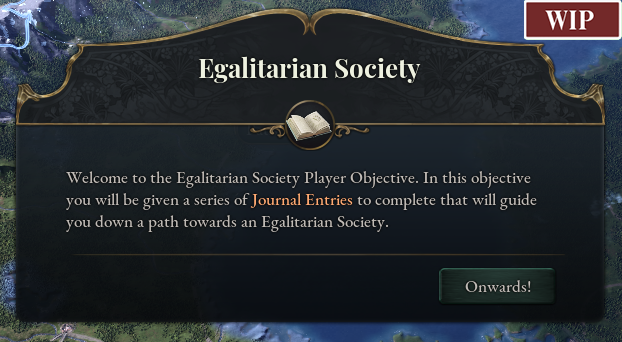 WIP
Egalitarian Society
Welcome to the Egalitarian Society Player Objective. In this objective
you will be given a series of Journal Entries to complete that will guide
you down a path towards an Egalitarian Society.
Onwards!